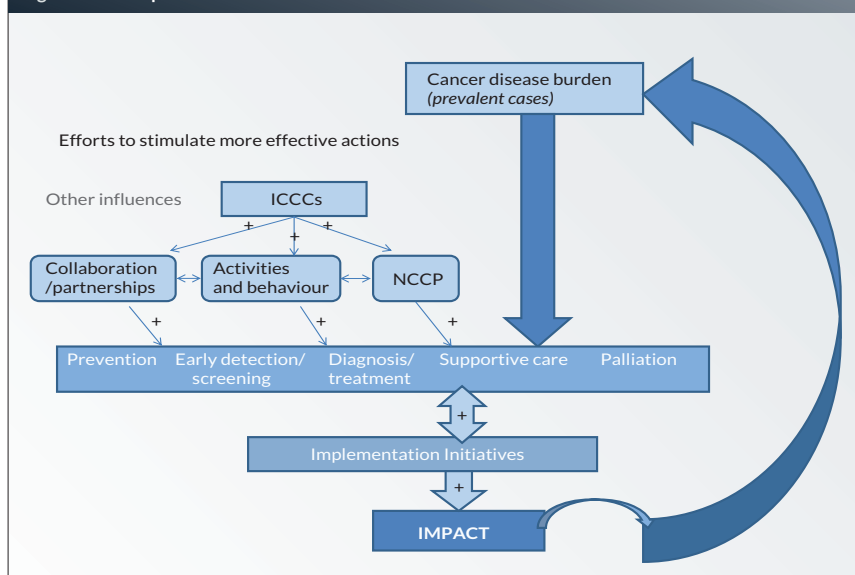 Cancer disease burden
(prevalent cases)
Efforts to stimulate more effective actions
Other influences
ICCCs
+ + +
Collaboration
/partnerships
Activities
and behaviour
NCCP
+ + +
Prevention
Early detection/
screening
Diagnosis/
treatment
Supportive care
Palliation
+
Implementation Initiatives
+
IMPACT